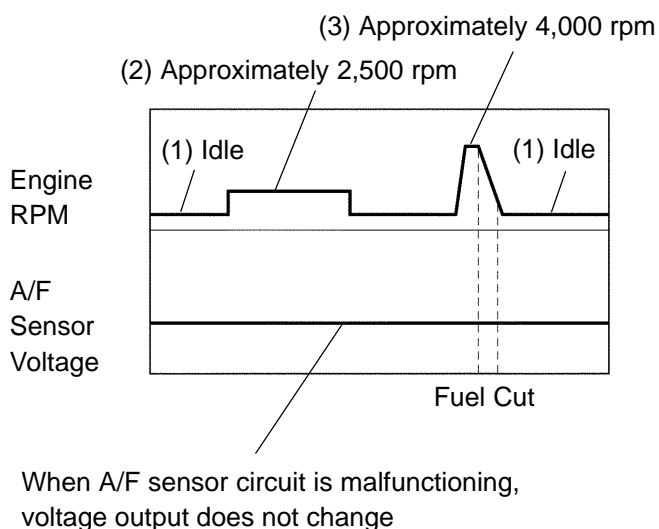 (3) Approximately 4,000 rpm
(2) Approximately 2,500 rpm
(1) Idle
(1) Idle
Engine
RPM
A/F
Sensor
Voltage
Fuel Cut
When A/F sensor circuit is malfunctioning,
voltage output does not change